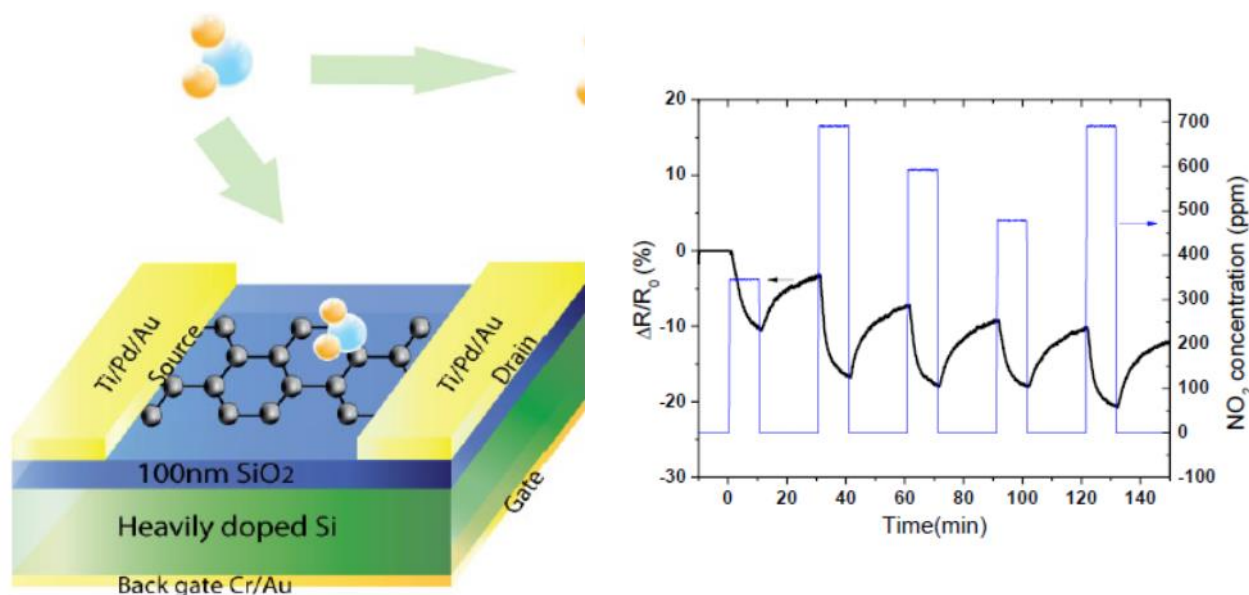 Ti/Pd/Au
Source
Ti/Pd/Au
Drain
100nm SiO2
Heavily doped Si
Gate
Back gate Cr/Au
20
10
0
-10
-20
-30
ΔR/R0 (%)
0 20 40 60 80 100 120 140
Time(min)
700
600
500
400
300
200
100
0
-100
NO2 concentration (ppm)